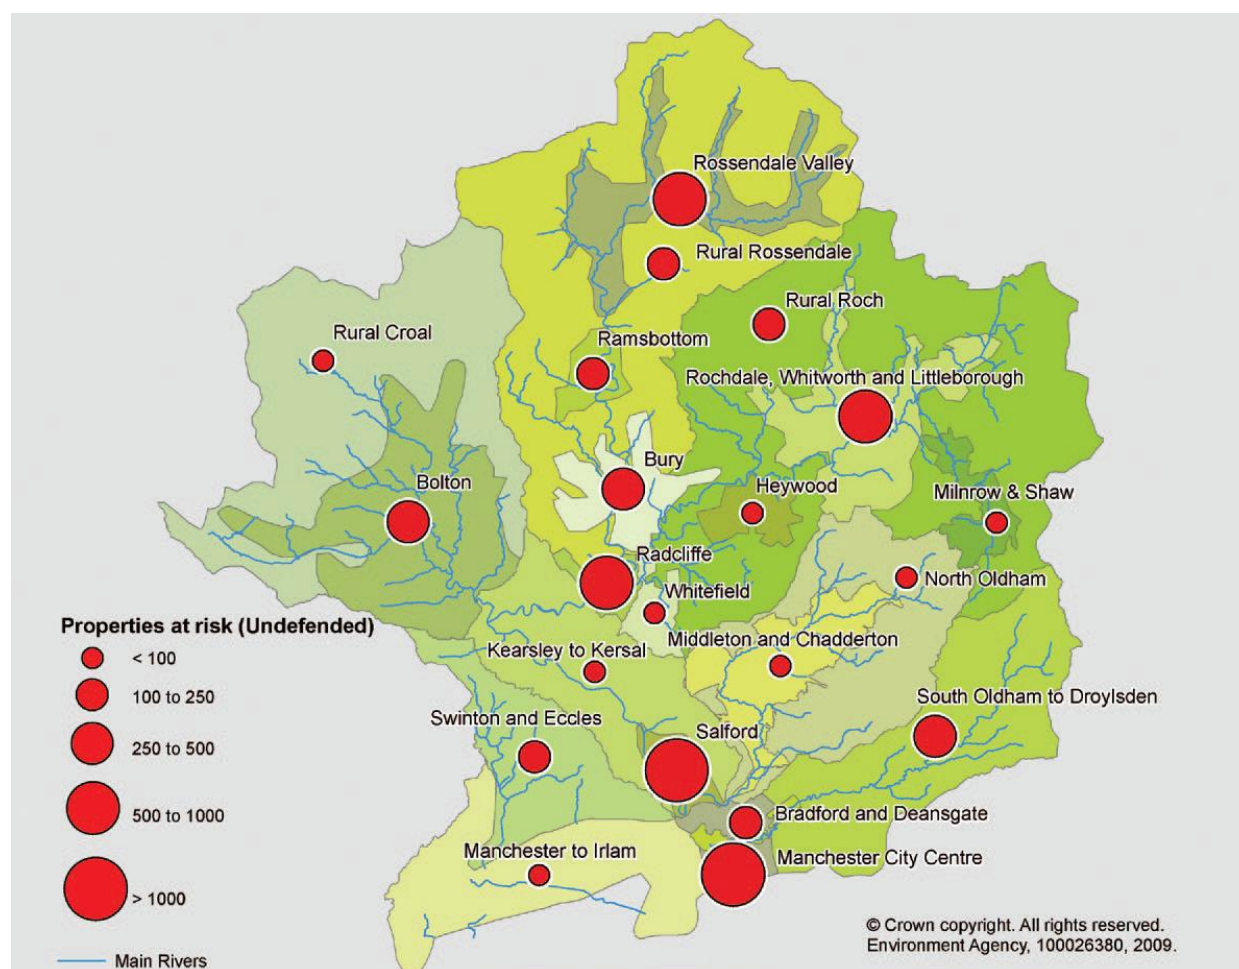 Rossendale Valley
Rural Rossendale
Rural Roch
Rural Croal
Ramsbottom
Rochdale, Whitworth and Littleborough
Bury
Bolton
Heywood
Milnrow & Shaw
Radcliffe
North Oldham
Whitefield
Properties at risk (Undefended)
Middleton and Chadderton
Kearsley to Kersal
< 100
100 to 250
South Oldham to Droylsden
Swinton and Eccles
Salford
250 to 500
500 to 1000
Bradford and Deansgate
Manchester to Irlam
Manchester City Centre
> 1000
© Crown copyright. All rights reserved.
Environment Agency, 100026380, 2009.
Main Rivers